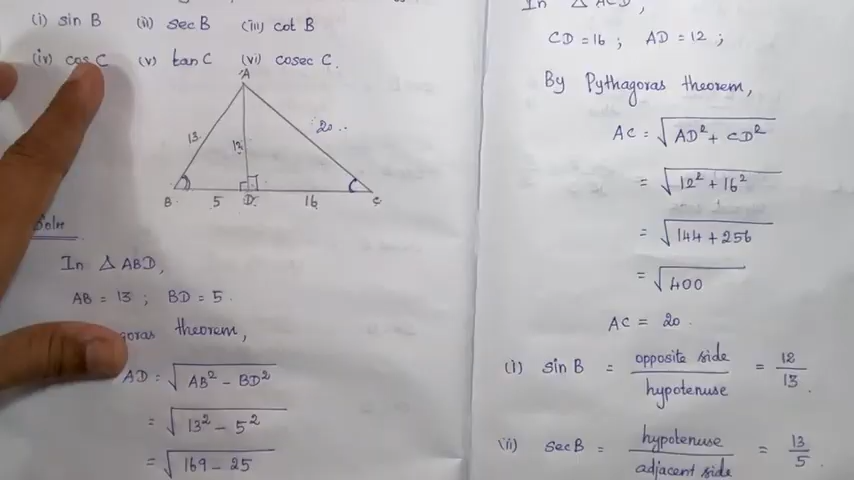 (i) sin B (ii) sec B (iii) cot B
(iv) cos C (v) tan C (vi) cosec C.
A
13
12
20..
B 5 D 16 C
Soln
In △ ABD,
AB = 13 ; BD = 5.
theorem,
AD = √AB² - BD²
= √13² - 5²
= √169 - 25
In △ ACD,
CD = 16 ; AD = 12 ;
By Pythagoras theorem,
AC = √AD² + CD²
= √12² + 16²
= √144 + 256
= √400
AC = 20.
(i) sin B = opposite side / hypotenuse = 12/13.
(ii) sec B = hypotenuse / adjacent side = 13/5.